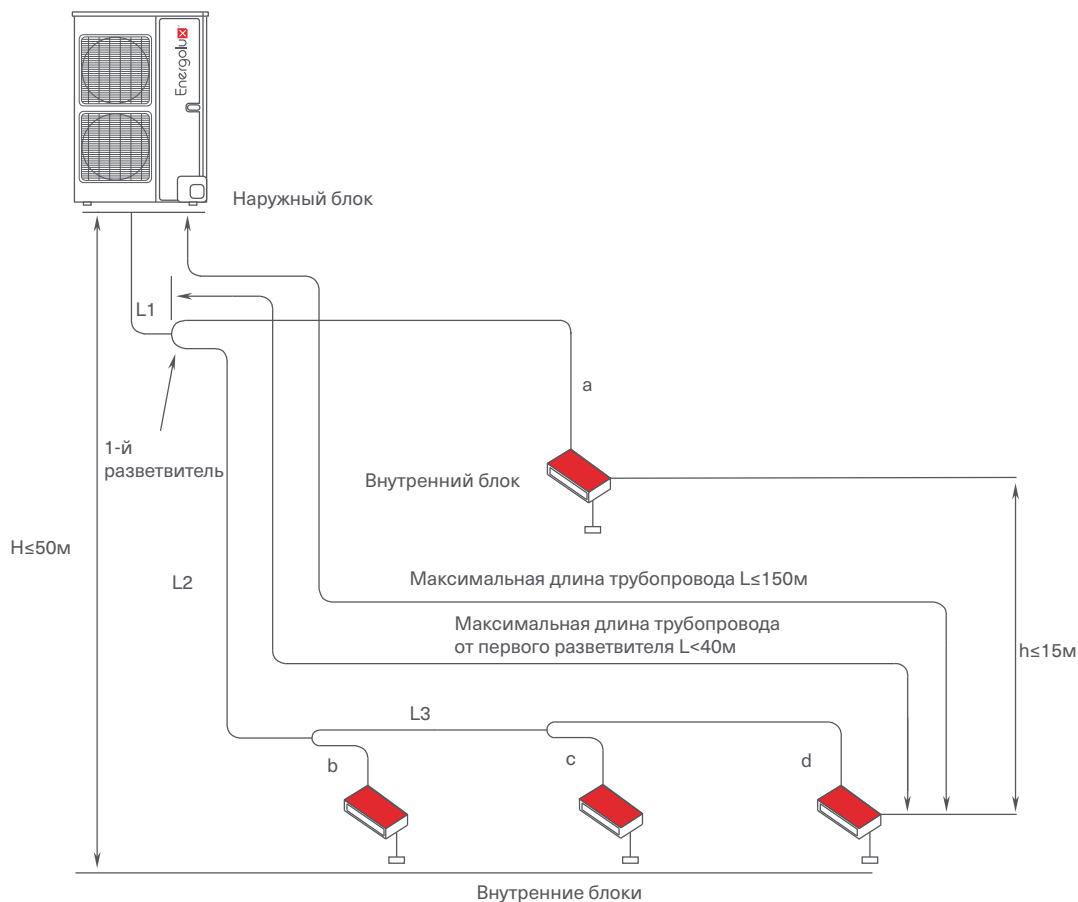 Energolux
Наружный блок
L1
a
1-й
разветвитель
Внутренний блок
H≤50м
L2
Максимальная длина трубопровода L≤150м
Максимальная длина трубопровода
от первого разветвителя L<40м
h≤15м
L3
b
c
d
Внутренние блоки